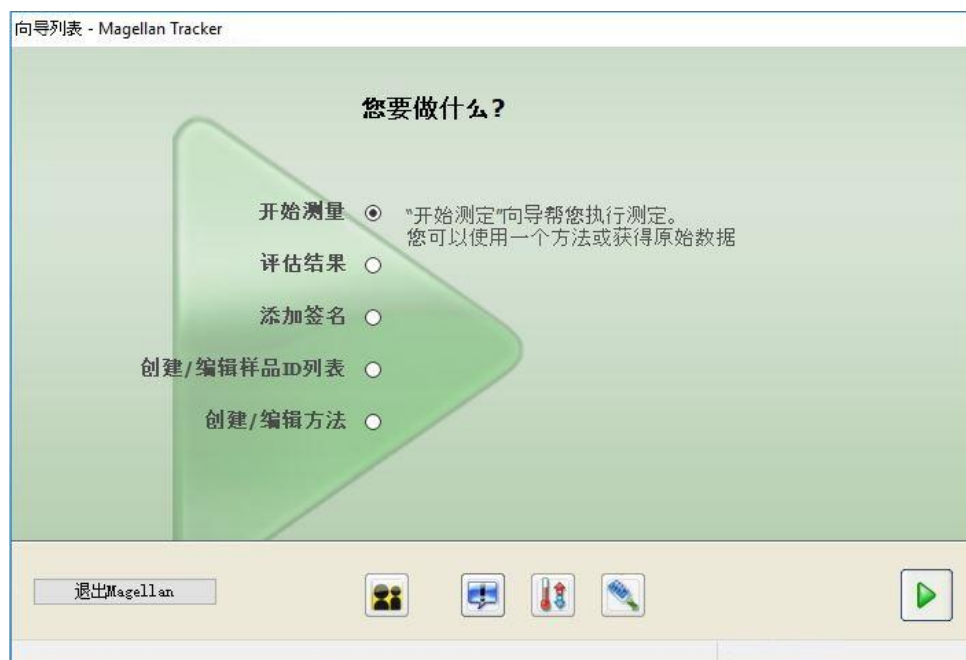 向导列表 - Magellan Tracker
您要做什么?
开始测量
“开始测定”向导帮您执行测定。
您可以使用一个方法或获得原始数据
评估结果
添加签名
创建/编辑样品ID列表
创建/编辑方法
退出Magellan